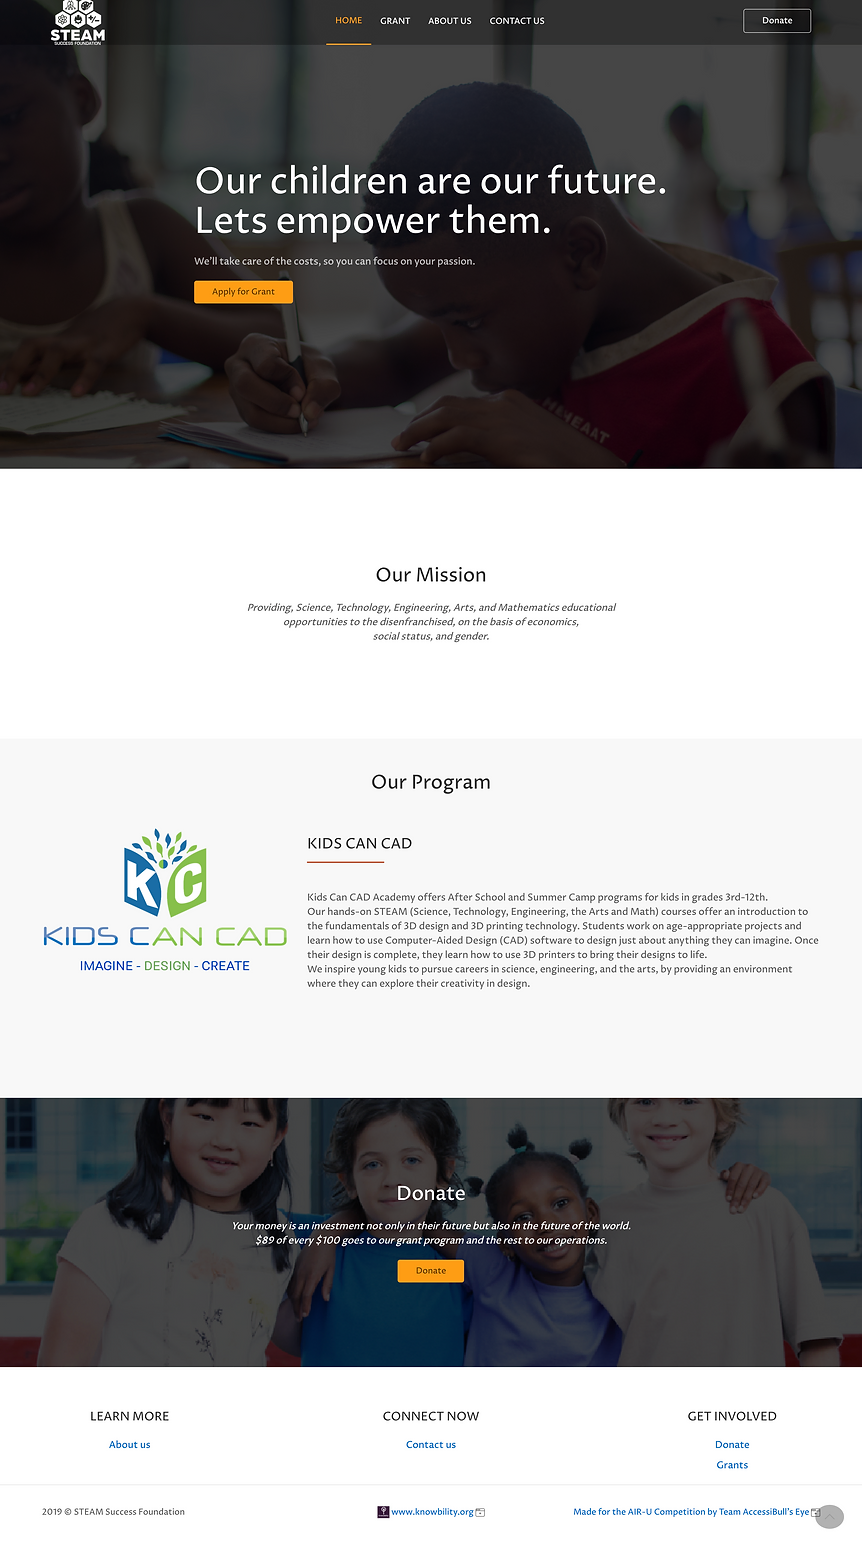 STEAM
SUCCESS FOUNDATION
HOME
GRANT
ABOUT US
CONTACT US
Donate
Our children are our future.
Lets empower them.
We'll take care of the costs, so you can focus on your passion.
Apply for Grant
Our Mission
Providing, Science, Technology, Engineering, Arts, and Mathematics educational
opportunities to the disenfranchised, on the basis of economics,
social status, and gender.
Our Program
KC
KIDS CAN CAD
IMAGINE - DESIGN - CREATE
KIDS CAN CAD
Kids Can CAD Academy offers After School and Summer Camp programs for kids in grades 3rd-12th.
Our hands-on STEAM (Science, Technology, Engineering, the Arts and Math) courses offer an introduction to
the fundamentals of 3D design and 3D printing technology. Students work on age-appropriate projects and
learn how to use Computer-Aided Design (CAD) software to design just about anything they can imagine. Once
their design is complete, they learn how to use 3D printers to bring their designs to life.
We inspire young kids to pursue careers in science, engineering, and the arts, by providing an environment
where they can explore their creativity in design.
Donate
Your money is an investment not only in their future but also in the future of the world.
$89 of every $100 goes to our grant program and the rest to our operations.
Donate
LEARN MORE
About us
CONNECT NOW
Contact us
GET INVOLVED
Donate
Grants
2019 © STEAM Success Foundation
www.knowbility.org
Made for the AIR-U Competition by Team AccessiBull's Eye